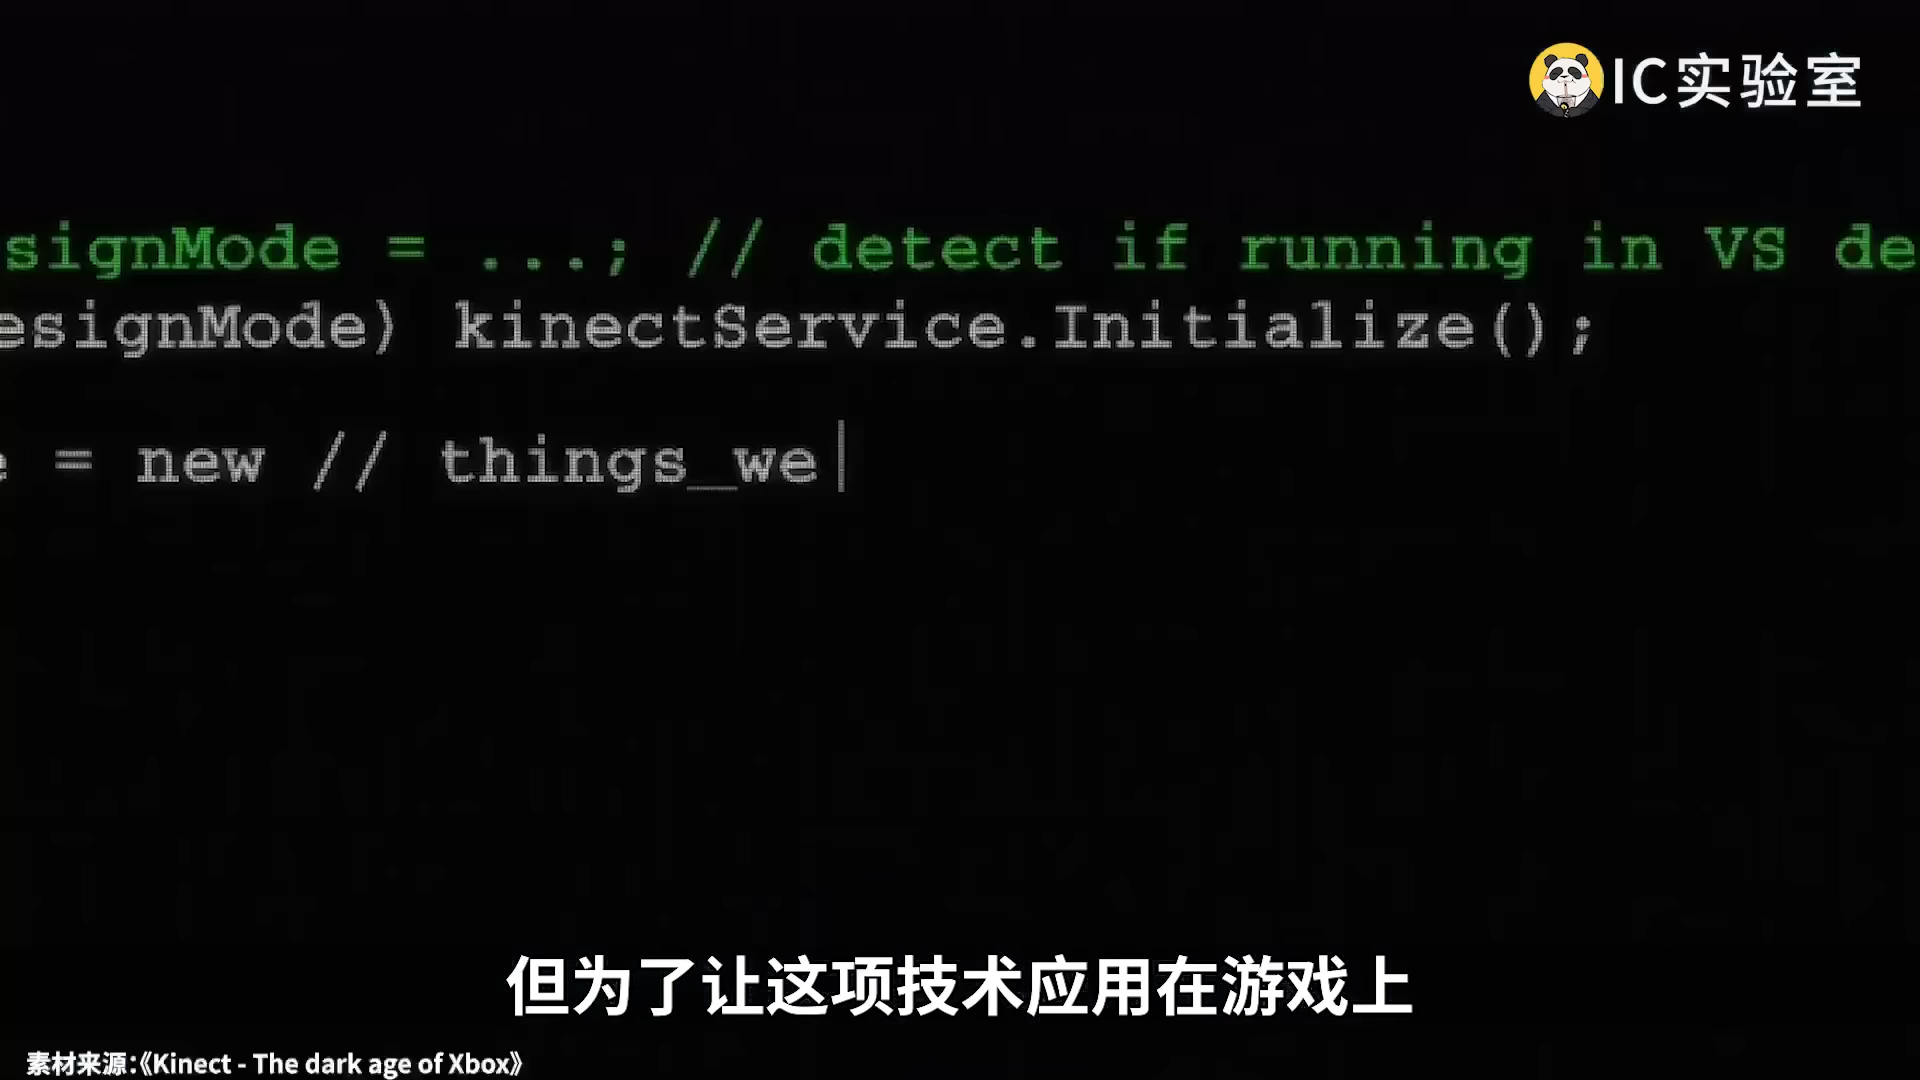 IC实验室
signMode = ...; // detect if running in VS de
esignMode) kinectService.Initialize();
e = new // things_we|
但为了让这项技术应用在游戏上
素材来源:《Kinect - The dark age of Xbox》